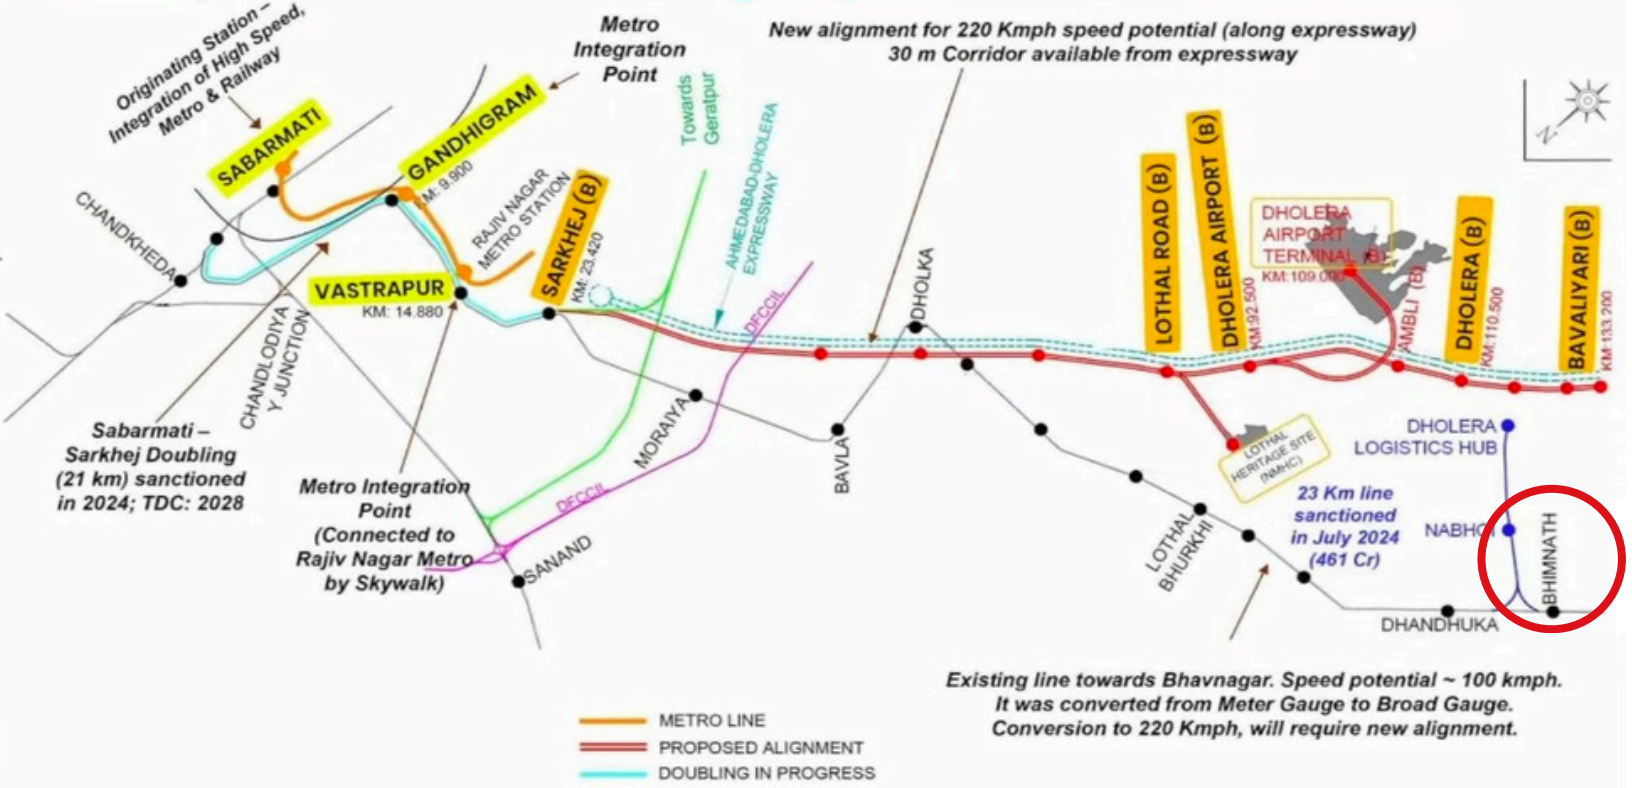 Originating Station –
Integration of High Speed,
Metro & Railway
SABARMATI
Metro
Integration
Point
GANDHIGRAM
KM: 9.900
New alignment for 220 Kmph speed potential (along expressway)
30 m Corridor available from expressway
Towards
Geratpur
AHMEDABAD-DHOLERA
EXPRESSWAY
N
CHANDKHEDA
RAJIV NAGAR
METRO STATION
SARKHEJ (B)
KM: 23.420
VASTRAPUR
KM: 14.880
CHANDLODIYA
Y JUNCTION
DFCCIL
DHOLKA
LOTHAL ROAD (B)
DHOLERA AIRPORT (B)
KM:92.500
DHOLERA
AIRPORT
TERMINAL (B)
KM:109.000
AMBLI (B)
DHOLERA (B)
KM:110.500
BAVALIYARI (B)
KM:133.200
Sabarmati –
Sarkhej Doubling
(21 km) sanctioned
in 2024; TDC: 2028
Metro Integration
Point
(Connected to
Rajiv Nagar Metro
by Skywalk)
MORAIYA
DFCCIL
SANAND
BAVLA
LOTHAL
HERITAGE SITE
(NMHC)
LOTHAL
BHURKHI
23 Km line
sanctioned
in July 2024
(461 Cr)
DHOLERA
LOGISTICS HUB
BHIMNATH
DHANDHUKA
Existing line towards Bhavnagar. Speed potential ~ 100 kmph.
It was converted from Meter Gauge to Broad Gauge.
Conversion to 220 Kmph, will require new alignment.
METRO LINE
PROPOSED ALIGNMENT
DOUBLING IN PROGRESS